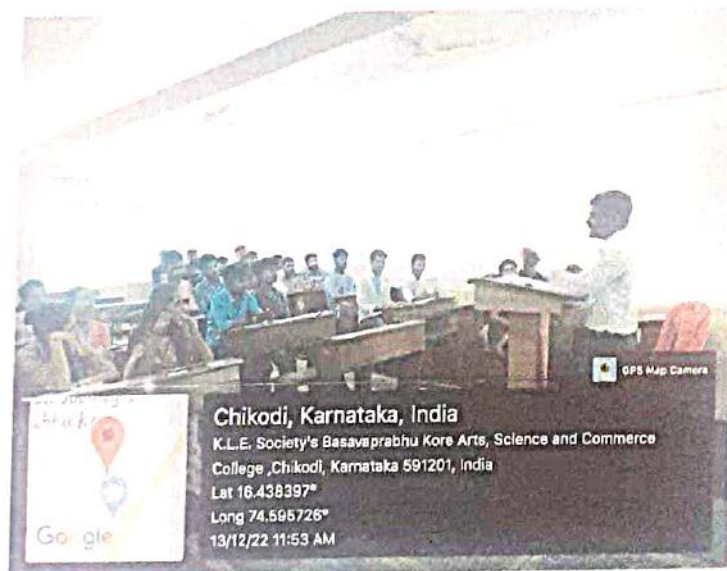 GPS Map Camera
Chikodi, Karnataka, India
K.L.E. Society's Basavaprabhu Kore Arts, Science and Commerce
College ,Chikodi, Karnataka 591201, India
Lat 16.438397°
Long 74.595726°
13/12/22 11:53 AM
Google